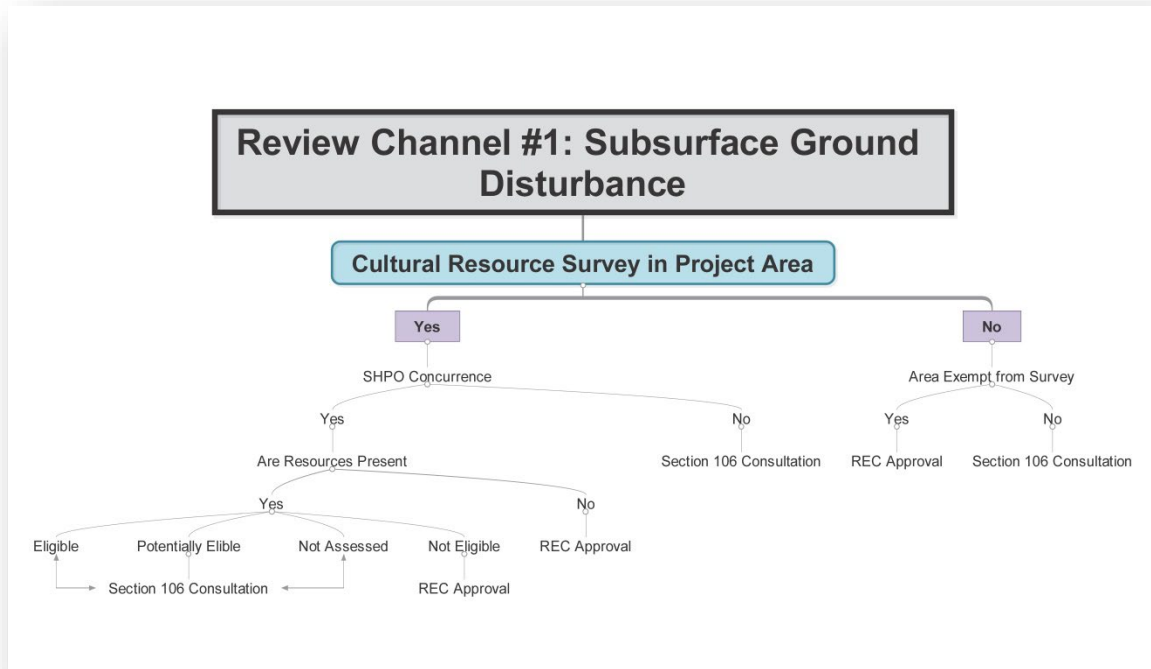 Review Channel #1: Subsurface Ground
Disturbance
Cultural Resource Survey in Project Area
Yes
No
SHPO Concurrence
Area Exempt from Survey
Yes
No
Yes
No
Are Resources Present
Section 106 Consultation
REC Approval
Section 106 Consultation
Yes
No
Eligible
Potentially Elible
Not Assessed
Not Eligible
REC Approval
Section 106 Consultation
REC Approval